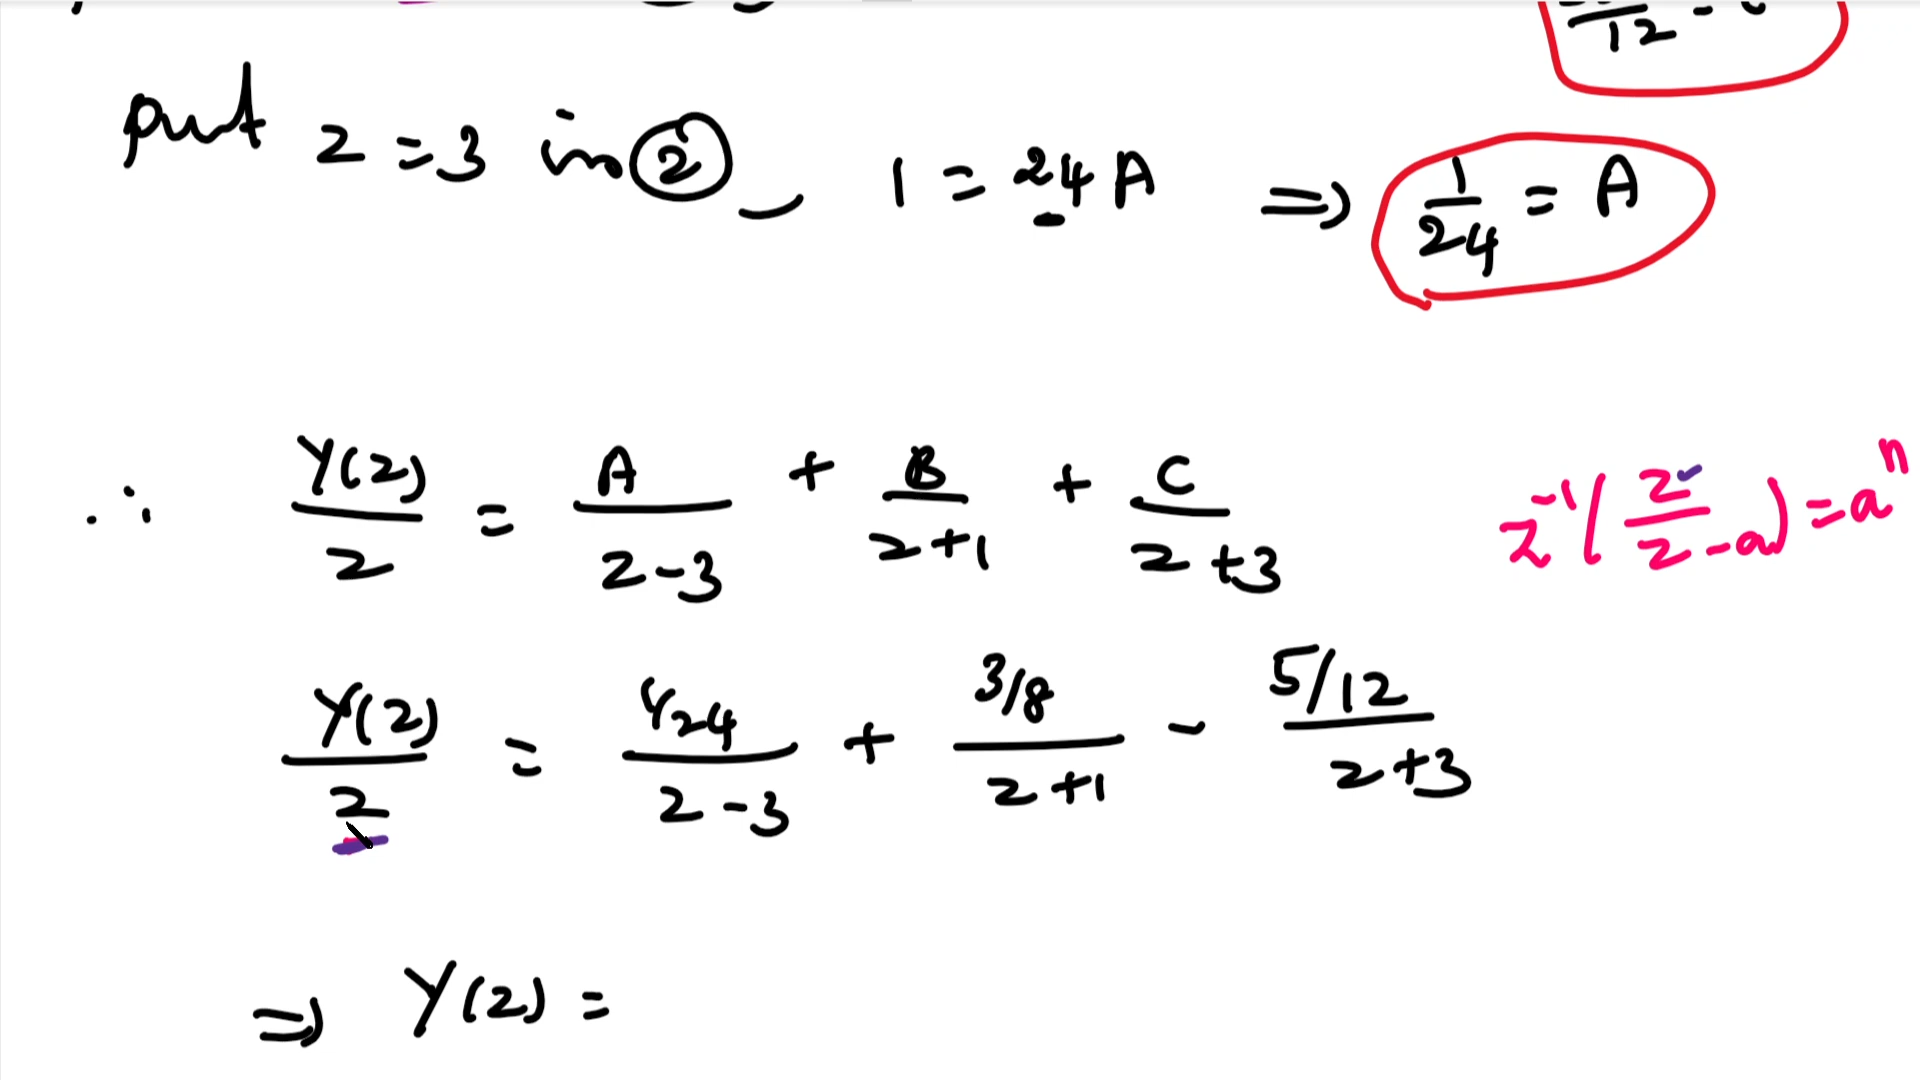 12
put z = 3 in ② , 1 = 24 A ⟹ 1/24 = A
∴ Y(z)/z = A/(z-3) + B/(z+1) + C/(z+3)
z⁻¹(z/(z-a)) = aⁿ
Y(z)/z = (1/24)/(z-3) + (3/8)/(z+1) - (5/12)/(z+3)
⟹ Y(z) =